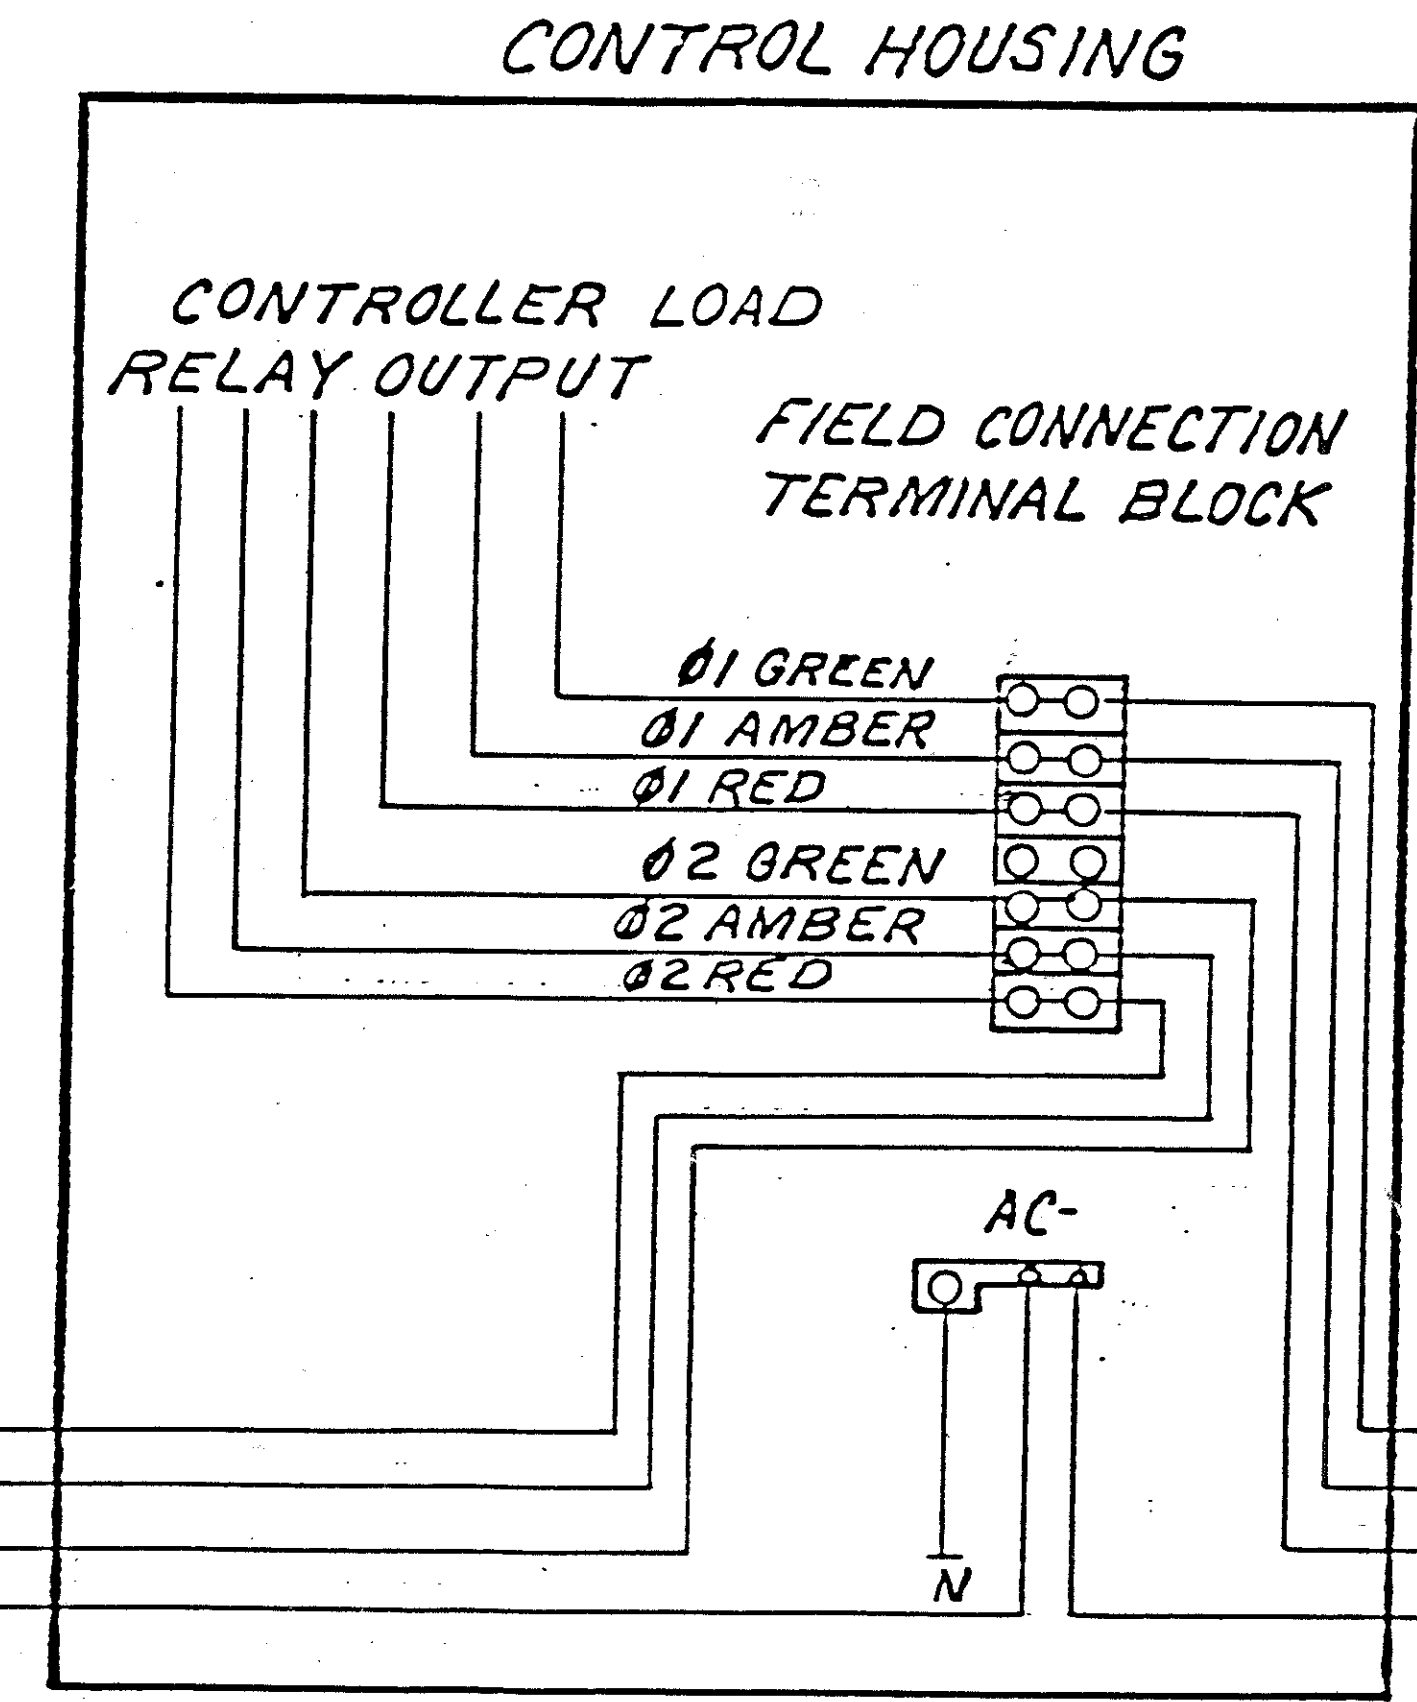 CONTROL HOUSING
CONTROLLER LOAD
RELAY OUTPUT
FIELD CONNECTION
TERMINAL BLOCK
Ø1 GREEN
Ø1 AMBER
Ø1 RED
Ø2 GREEN
Ø2 AMBER
Ø2 RED
AC-
N